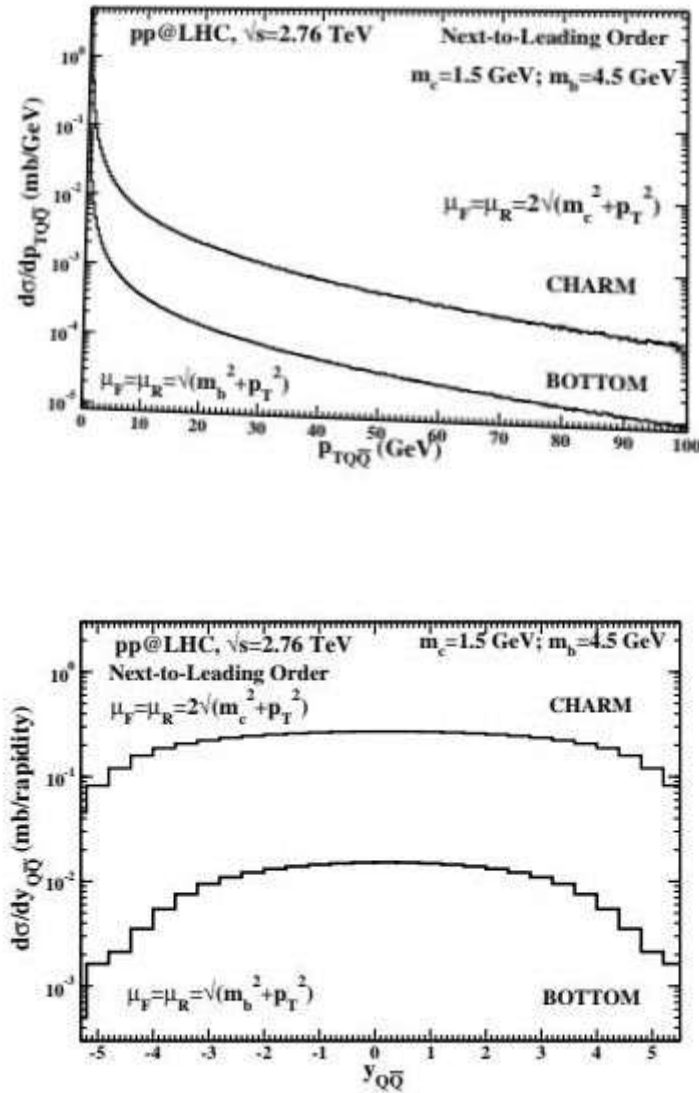 pp@LHC, √s=2.76 TeV Next-to-Leading Order
m_c=1.5 GeV; m_b=4.5 GeV
μ_F=μ_R=2√(m_c^2+p_T^2)
CHARM
BOTTOM
μ_F=μ_R=√(m_b^2+p_T^2)
dσ/dp_TQQ̅ (mb/GeV)
10^0
10^-1
10^-2
10^-3
10^-4
10^-5
0 10 20 30 40 50 60 70 80 90 100
p_TQQ̅ (GeV)
pp@LHC, √s=2.76 TeV m_c=1.5 GeV; m_b=4.5 GeV
Next-to-Leading Order
μ_F=μ_R=2√(m_c^2+p_T^2) CHARM
μ_F=μ_R=√(m_b^2+p_T^2) BOTTOM
dσ/dy_QQ̅ (mb/rapidity)
10^0
10^-1
10^-2
10^-3
-5 -4 -3 -2 -1 0 1 2 3 4 5
y_QQ̅